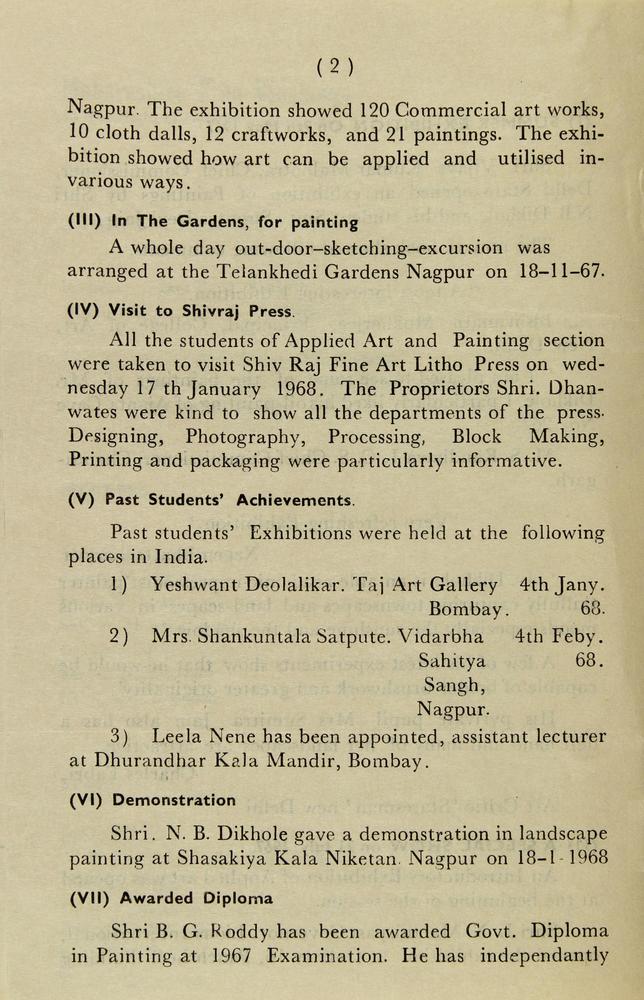 ( 2 )
Nagpur. The exhibition showed 120 Commercial art works,
10 cloth dalls, 12 craftworks, and 21 paintings. The exhi-
bition showed how art can be applied and utilised in-
various ways.
(III) In The Gardens, for painting
A whole day out-door–sketching–excursion was
arranged at the Telankhedi Gardens Nagpur on 18–11–67.
(IV) Visit to Shivraj Press.
All the students of Applied Art and Painting section
were taken to visit Shiv Raj Fine Art Litho Press on wed-
nesday 17 th January 1968. The Proprietors Shri. Dhan-
wates were kind to show all the departments of the press.
Designing, Photography, Processing, Block Making,
Printing and packaging were particularly informative.
(V) Past Students' Achievements.
Past students' Exhibitions were held at the following
places in India.
1) Yeshwant Deolalikar. Taj Art Gallery 4th Jany.
Bombay. 68.
2) Mrs. Shankuntala Satpute. Vidarbha 4th Feby.
Sahitya 68.
Sangh,
Nagpur.
3) Leela Nene has been appointed, assistant lecturer
at Dhurandhar Kala Mandir, Bombay.
(VI) Demonstration
Shri. N. B. Dikhole gave a demonstration in landscape
painting at Shasakiya Kala Niketan. Nagpur on 18–1-1968
(VII) Awarded Diploma
Shri B. G. Roddy has been awarded Govt. Diploma
in Painting at 1967 Examination. He has independantly